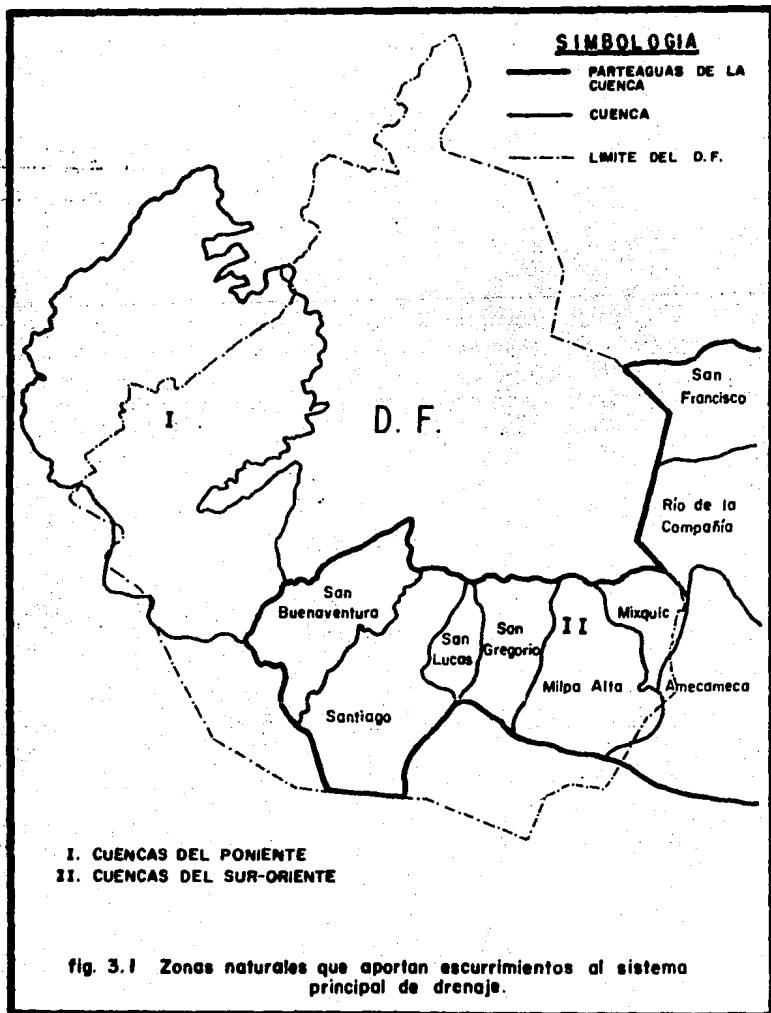 SIMBOLOGIA
PARTEAGUAS DE LA
CUENCA
CUENCA
LIMITE DEL D.F.
San
Francisco
I
D. F.
Río de la
Compañía
San
Buenaventura
San
Lucas
San
Gregorio
II
Mixquic
Milpa Alta
Amecameca
Santiago
I. CUENCAS DEL PONIENTE
II. CUENCAS DEL SUR-ORIENTE
fig. 3.1 Zonas naturales que aportan escurrimientos al sistema
principal de drenaje.